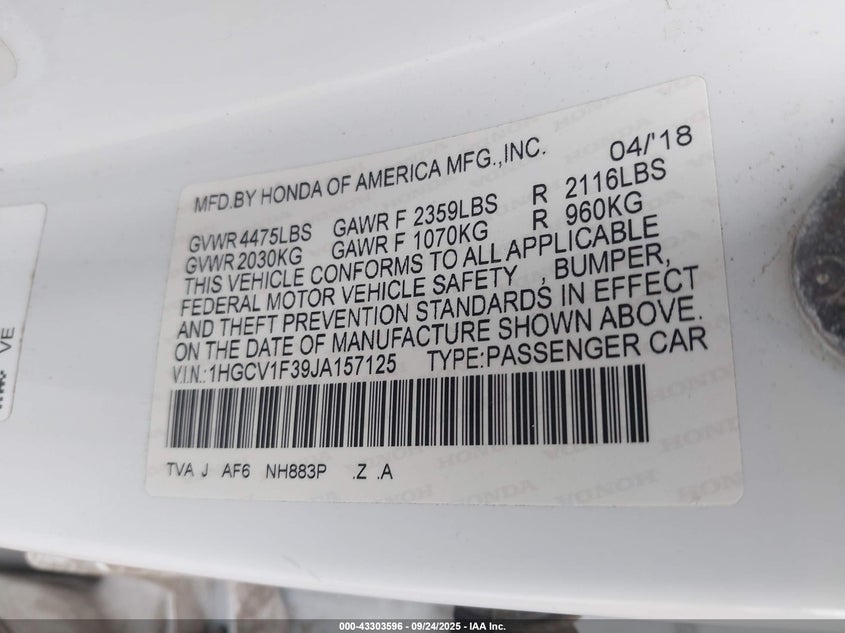 MFD.BY HONDA OF AMERICA MFG.,INC. 04/'18
GVWR 4475LBS GAWR F 2359LBS R 2116LBS
GVWR 2030KG GAWR F 1070KG R 960KG
THIS VEHICLE CONFORMS TO ALL APPLICABLE
FEDERAL MOTOR VEHICLE SAFETY , BUMPER,
AND THEFT PREVENTION STANDARDS IN EFFECT
ON THE DATE OF MANUFACTURE SHOWN ABOVE.
V.I.N.:1HGCV1F39JA157125 TYPE:PASSENGER CAR
TVA J AF6 NH883P .Z .A
VE
000-43303596 - 09/24/2025 - IAA Inc.